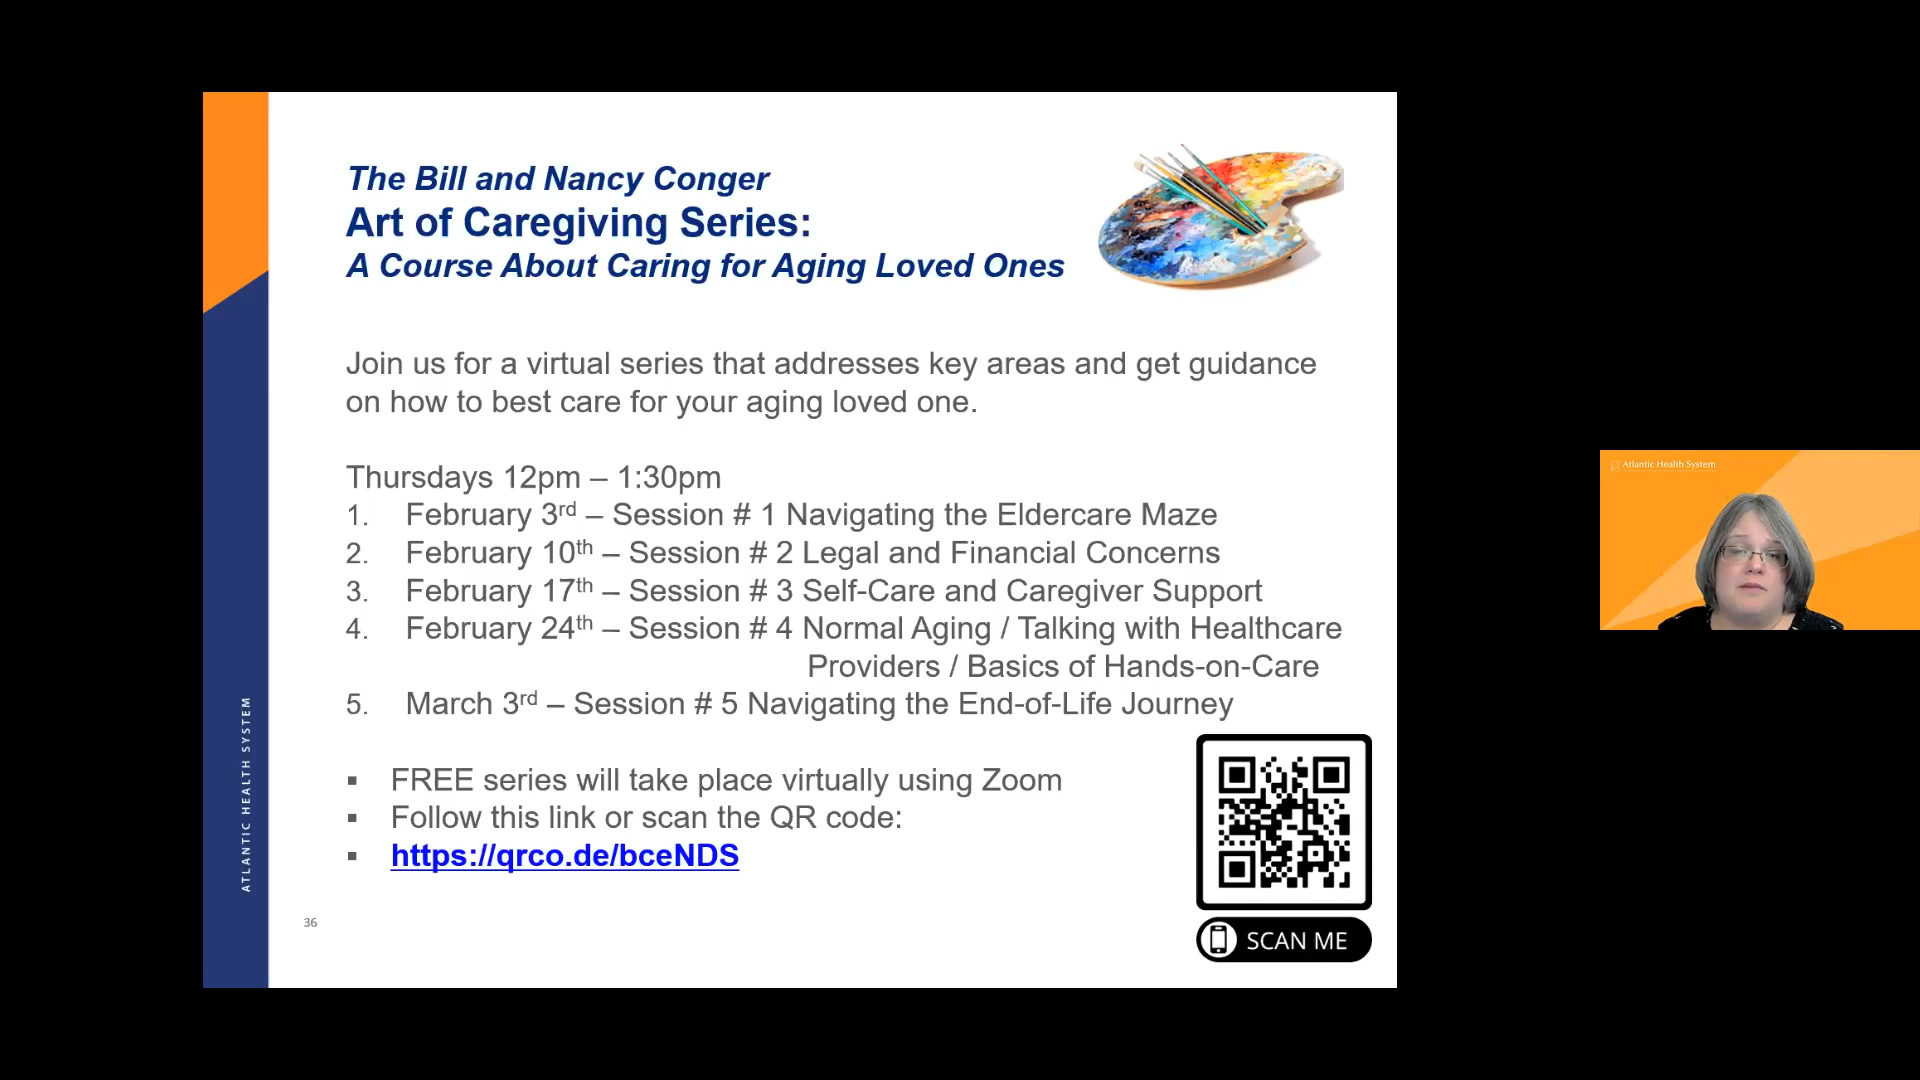 The Bill and Nancy Conger
Art of Caregiving Series:
A Course About Caring for Aging Loved Ones
Join us for a virtual series that addresses key areas and get guidance
on how to best care for your aging loved one.
Thursdays 12pm – 1:30pm
1. February 3rd – Session # 1 Navigating the Eldercare Maze
2. February 10th – Session # 2 Legal and Financial Concerns
3. February 17th – Session # 3 Self-Care and Caregiver Support
4. February 24th – Session # 4 Normal Aging / Talking with Healthcare
Providers / Basics of Hands-on-Care
5. March 3rd – Session # 5 Navigating the End-of-Life Journey
▪ FREE series will take place virtually using Zoom
▪ Follow this link or scan the QR code:
▪ https://qrco.de/bceNDS
SCAN ME
36
ATLANTIC HEALTH SYSTEM
Atlantic Health System